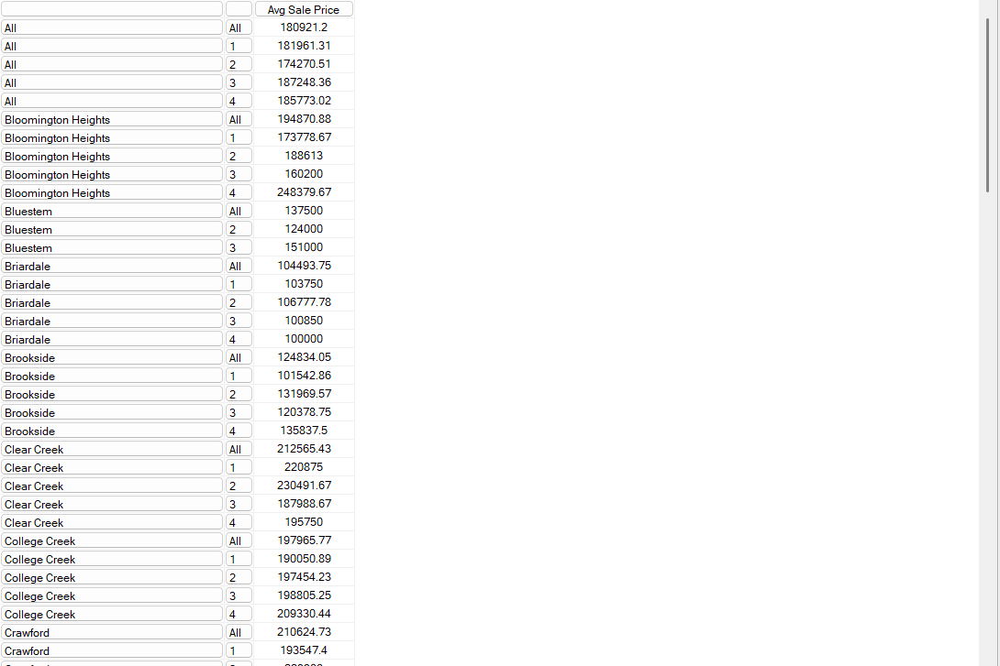 Avg Sale Price
All All 180921.2
All 1 181961.31
All 2 174270.51
All 3 187248.36
All 4 185773.02
Bloomington Heights All 194870.88
Bloomington Heights 1 173778.67
Bloomington Heights 2 188613
Bloomington Heights 3 160200
Bloomington Heights 4 248379.67
Bluestem All 137500
Bluestem 2 124000
Bluestem 3 151000
Briardale All 104493.75
Briardale 1 103750
Briardale 2 106777.78
Briardale 3 100850
Briardale 4 100000
Brookside All 124834.05
Brookside 1 101542.86
Brookside 2 131969.57
Brookside 3 120378.75
Brookside 4 135837.5
Clear Creek All 212565.43
Clear Creek 1 220875
Clear Creek 2 230491.67
Clear Creek 3 187988.67
Clear Creek 4 195750
College Creek All 197965.77
College Creek 1 190050.89
College Creek 2 197454.23
College Creek 3 198805.25
College Creek 4 209330.44
Crawford All 210624.73
Crawford 1 193547.4